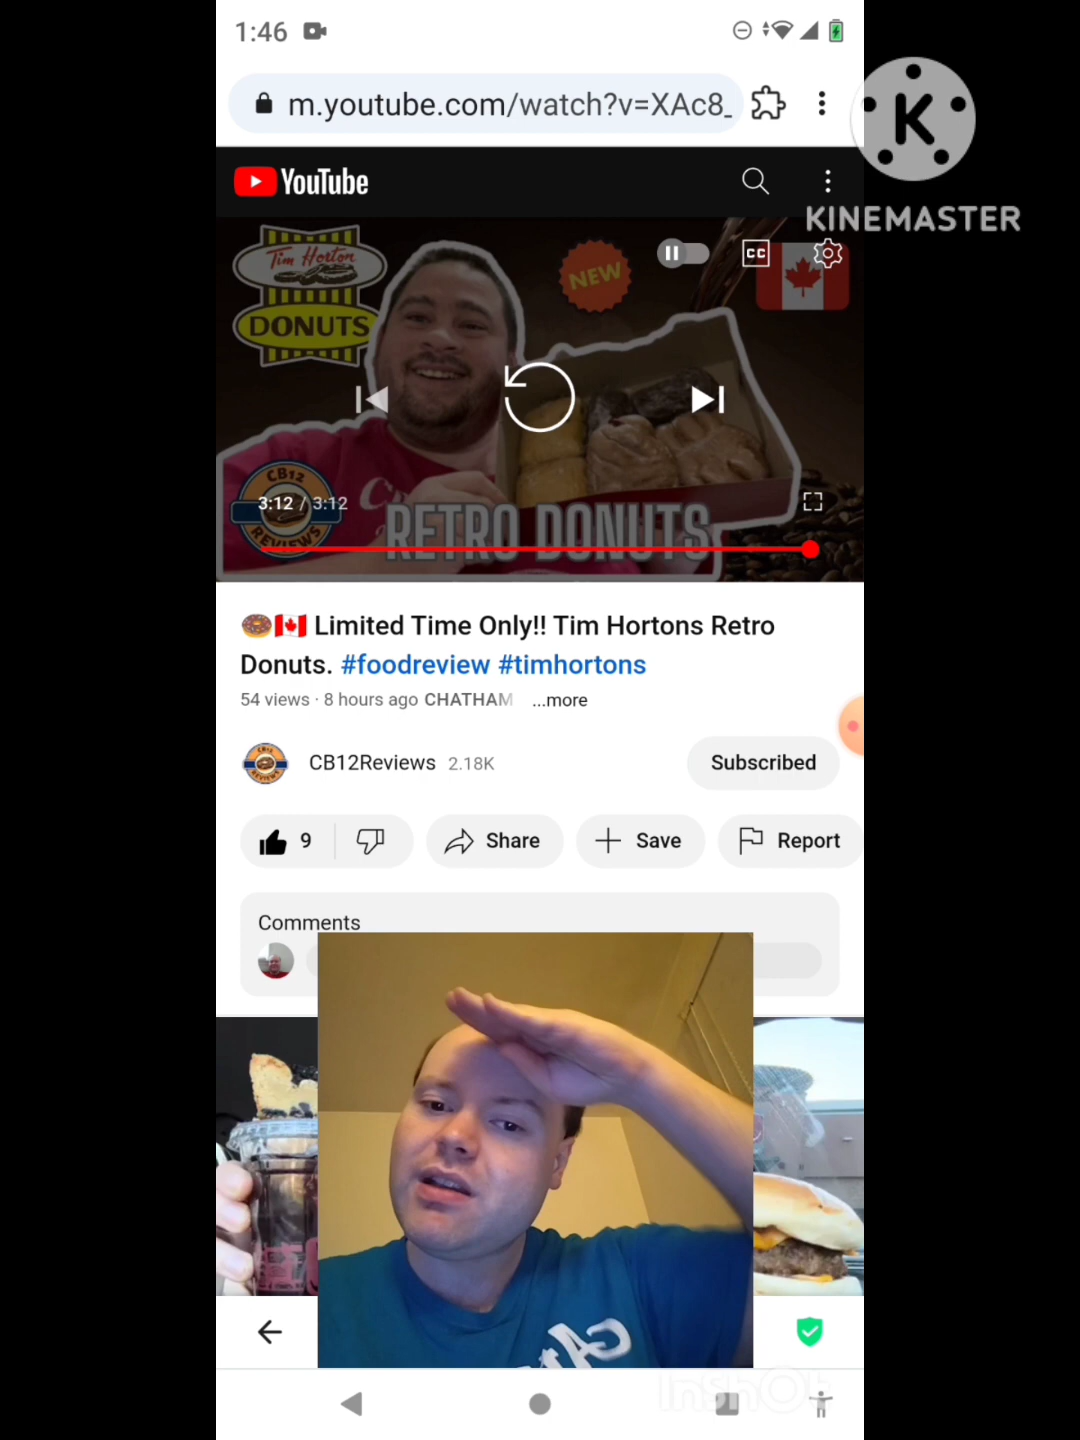 1:46
m.youtube.com/watch?v=XAc8_
K
KINEMASTER
YouTube
Tim Horton
DONUTS
NEW
CC
CB12
REVIEWS
3:12 / 3:12
RETRO DONUTS
🍩🇨🇦 Limited Time Only!! Tim Hortons Retro
Donuts. #foodreview #timhortons
54 views · 8 hours ago CHATHAM ...more
CB12Reviews 2.18K
Subscribed
9
Share
Save
Report
Comments
InShOt